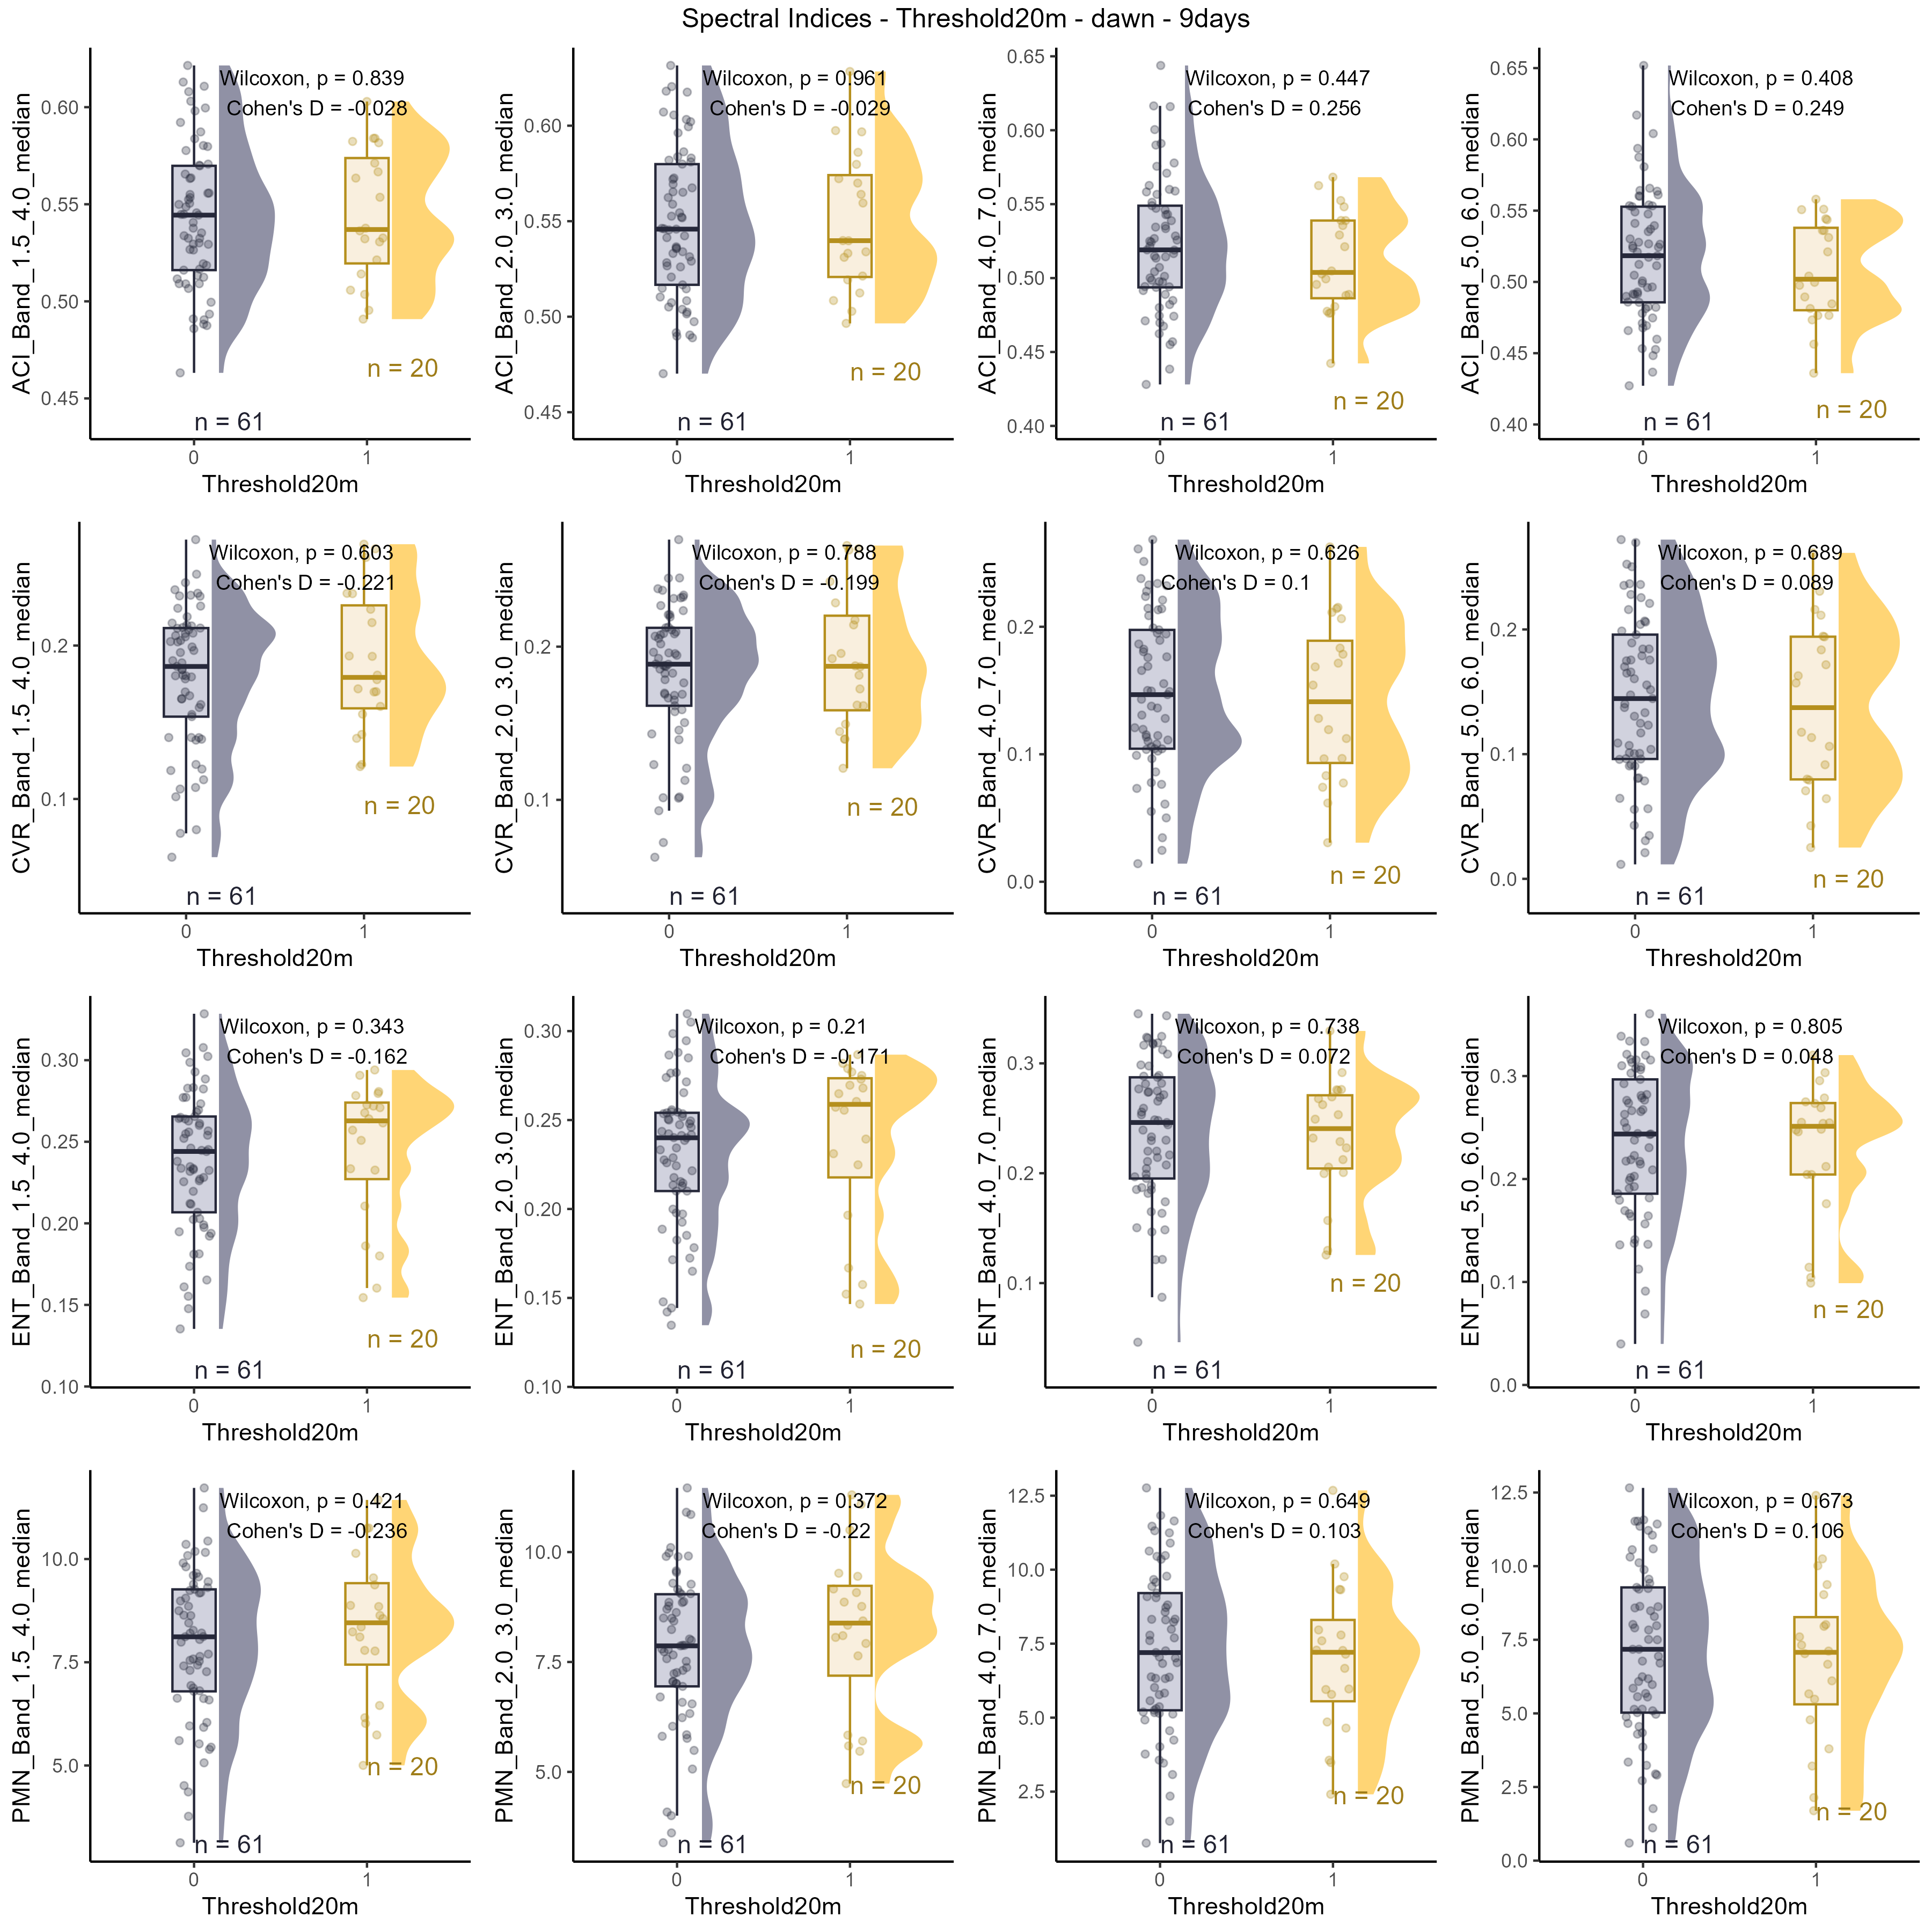 Spectral Indices - Threshold20m - dawn - 9days
ACI_Band_1.5_4.0_median
0.60
0.55
0.50
0.45
Wilcoxon, p = 0.839
Cohen's D = -0.028
n = 61
n = 20
0
1
Threshold20m
ACI_Band_2.0_3.0_median
0.60
0.55
0.50
0.45
Wilcoxon, p = 0.961
Cohen's D = -0.029
n = 61
n = 20
0
1
Threshold20m
ACI_Band_4.0_7.0_median
0.65
0.60
0.55
0.50
0.45
0.40
Wilcoxon, p = 0.447
Cohen's D = 0.256
n = 61
n = 20
0
1
Threshold20m
ACI_Band_5.0_6.0_median
0.65
0.60
0.55
0.50
0.45
0.40
Wilcoxon, p = 0.408
Cohen's D = 0.249
n = 61
n = 20
0
1
Threshold20m
CVR_Band_1.5_4.0_median
0.2
0.1
Wilcoxon, p = 0.603
Cohen's D = -0.221
n = 61
n = 20
0
1
Threshold20m
CVR_Band_2.0_3.0_median
0.2
0.1
Wilcoxon, p = 0.788
Cohen's D = -0.199
n = 61
n = 20
0
1
Threshold20m
CVR_Band_4.0_7.0_median
0.2
0.1
0.0
Wilcoxon, p = 0.626
Cohen's D = 0.1
n = 61
n = 20
0
1
Threshold20m
CVR_Band_5.0_6.0_median
0.2
0.1
0.0
Wilcoxon, p = 0.689
Cohen's D = 0.089
n = 61
n = 20
0
1
Threshold20m
ENT_Band_1.5_4.0_median
0.30
0.25
0.20
0.15
0.10
Wilcoxon, p = 0.343
Cohen's D = -0.162
n = 61
n = 20
0
1
Threshold20m
ENT_Band_2.0_3.0_median
0.30
0.25
0.20
0.15
0.10
Wilcoxon, p = 0.21
Cohen's D = -0.171
n = 61
n = 20
0
1
Threshold20m
ENT_Band_4.0_7.0_median
0.3
0.2
0.1
Wilcoxon, p = 0.738
Cohen's D = 0.072
n = 61
n = 20
0
1
Threshold20m
ENT_Band_5.0_6.0_median
0.3
0.2
0.1
0.0
Wilcoxon, p = 0.805
Cohen's D = 0.048
n = 61
n = 20
0
1
Threshold20m
PMN_Band_1.5_4.0_median
10.0
7.5
5.0
Wilcoxon, p = 0.421
Cohen's D = -0.236
n = 61
n = 20
0
1
Threshold20m
PMN_Band_2.0_3.0_median
10.0
7.5
5.0
Wilcoxon, p = 0.372
Cohen's D = -0.22
n = 61
n = 20
0
1
Threshold20m
PMN_Band_4.0_7.0_median
12.5
10.0
7.5
5.0
2.5
Wilcoxon, p = 0.649
Cohen's D = 0.103
n = 61
n = 20
0
1
Threshold20m
PMN_Band_5.0_6.0_median
12.5
10.0
7.5
5.0
2.5
0.0
Wilcoxon, p = 0.673
Cohen's D = 0.106
n = 61
n = 20
0
1
Threshold20m